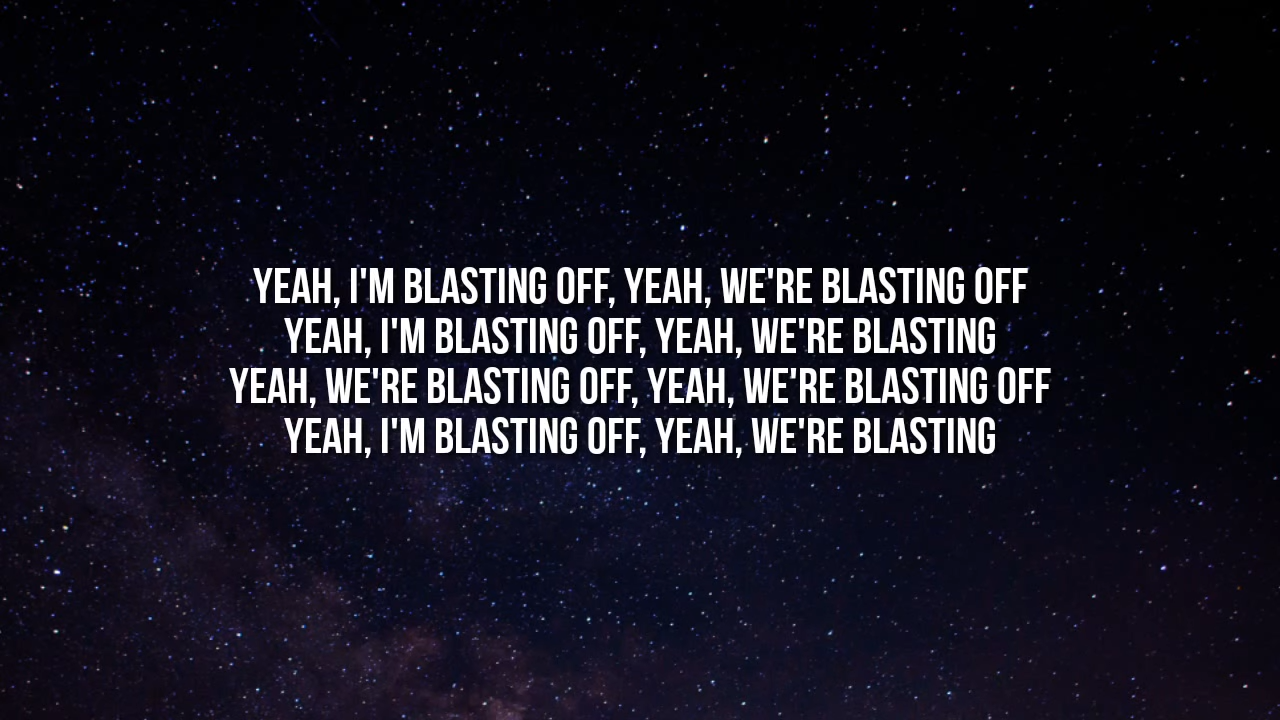 YEAH, I'M BLASTING OFF, YEAH, WE'RE BLASTING OFF
YEAH, I'M BLASTING OFF, YEAH, WE'RE BLASTING
YEAH, WE'RE BLASTING OFF, YEAH, WE'RE BLASTING OFF
YEAH, I'M BLASTING OFF, YEAH, WE'RE BLASTING